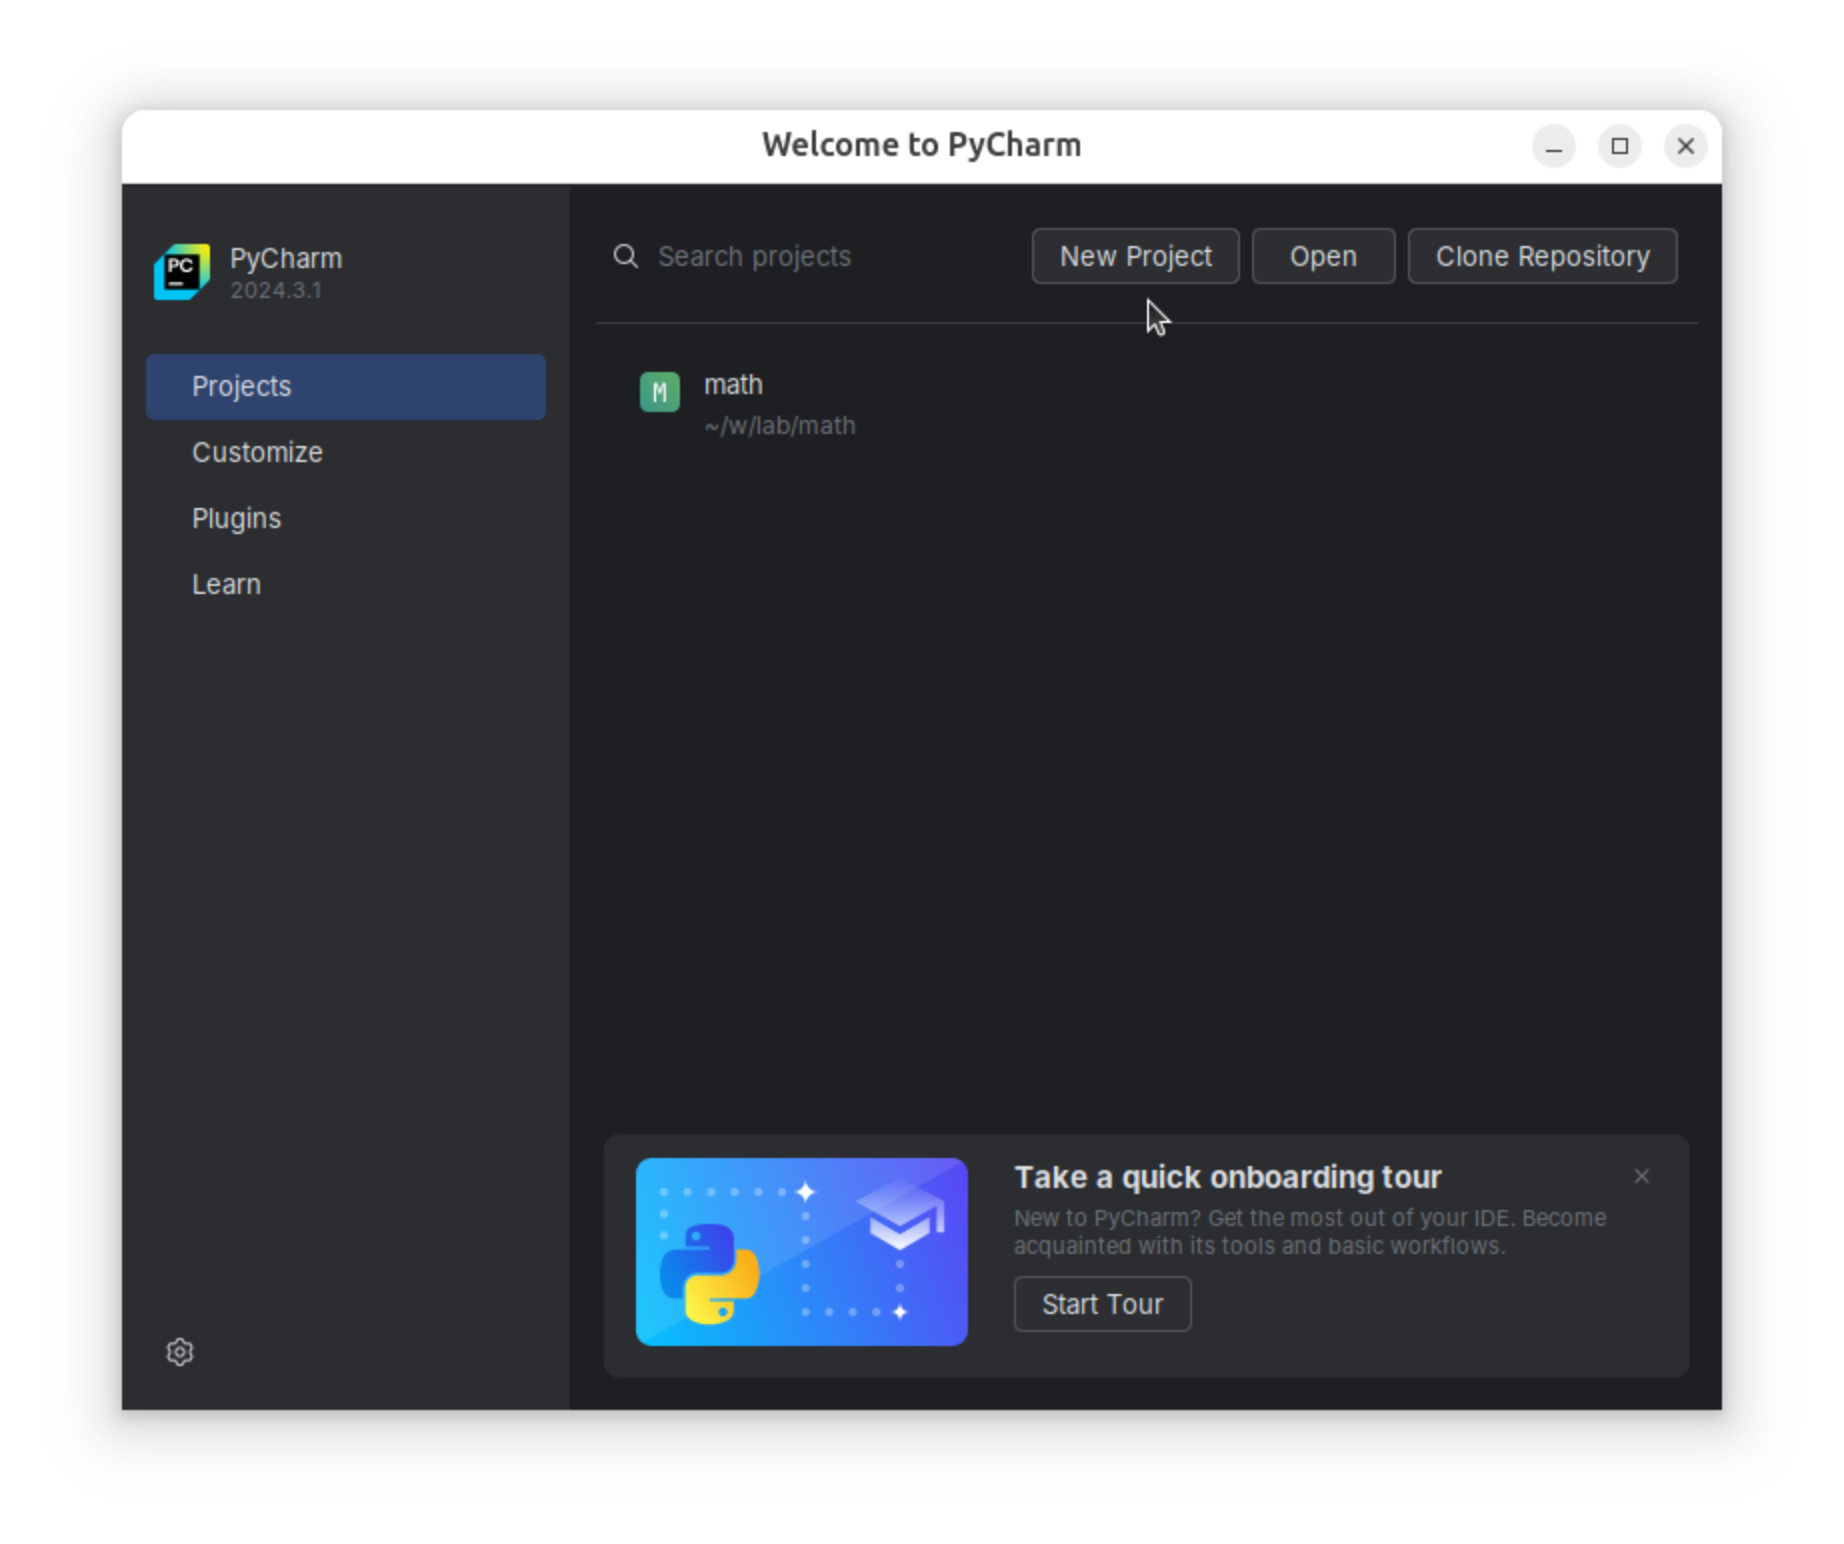 Welcome to PyCharm
PC
PyCharm
2024.3.1
Search projects
New Project
Open
Clone Repository
Projects
Customize
Plugins
Learn
M
math
~/w/lab/math
Take a quick onboarding tour
New to PyCharm? Get the most out of your IDE. Become
acquainted with its tools and basic workflows.
Start Tour